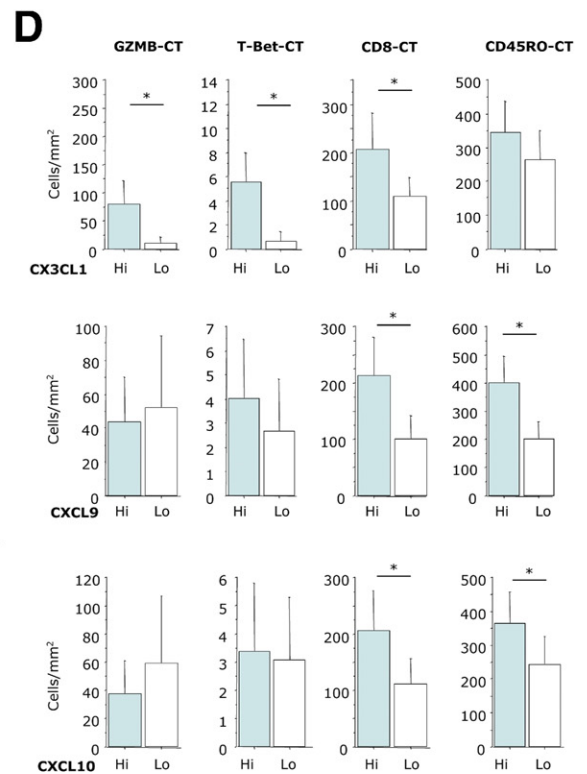 D
GZMB-CT T-Bet-CT CD8-CT CD45RO-CT
Cells/mm²
300 250 200 150 100 50 0
*
14 12 10 8 6 4 2 0
*
300 200 100 0
*
500 400 300 200 100 0
CX3CL1 Hi Lo Hi Lo Hi Lo Hi Lo
Cells/mm²
100 80 60 40 20 0
7 6 5 4 3 2 1 0
300 200 100 0
*
600 500 400 300 200 100 0
*
CXCL9 Hi Lo Hi Lo Hi Lo Hi Lo
Cells/mm²
120 100 80 60 40 20 0
6 5 4 3 2 1 0
300 200 100 0
*
500 400 300 200 100 0
*
CXCL10 Hi Lo Hi Lo Hi Lo Hi Lo